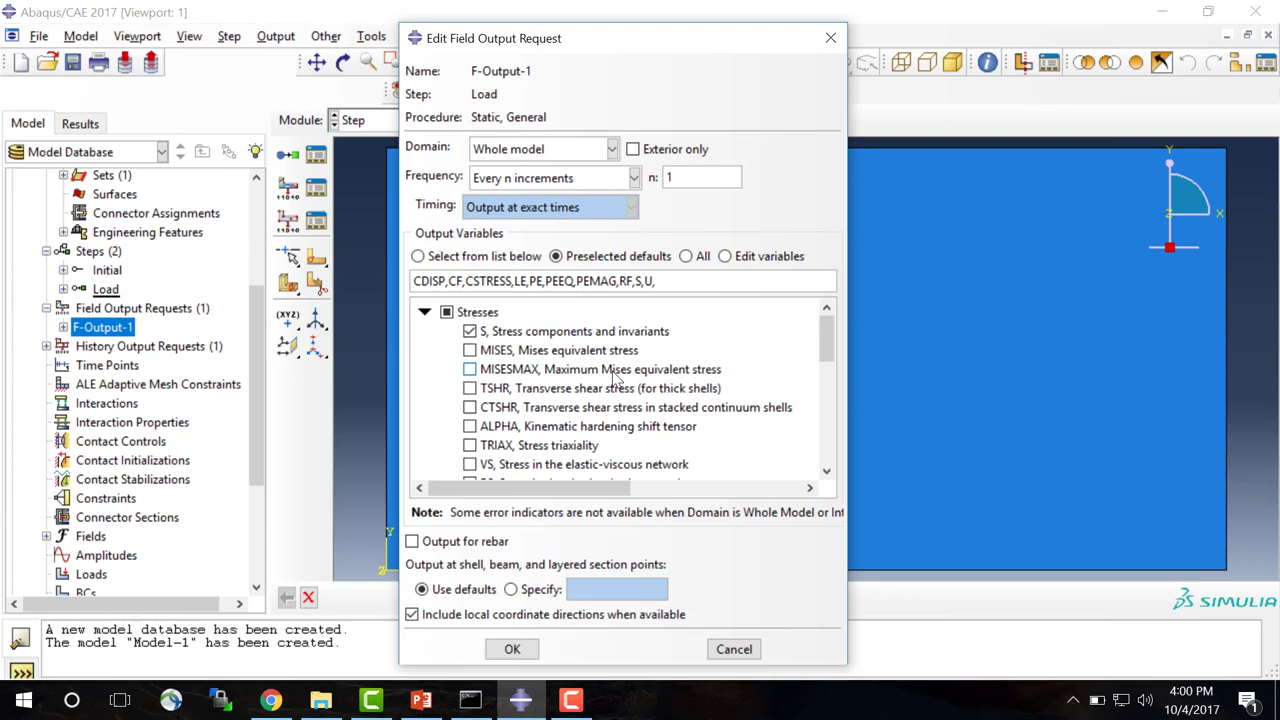 Abaqus/CAE 2017 [Viewport: 1]
File Model Viewport View Step Output Other Tools
Module: Step
Model Results
Model Database
Sets (1)
Surfaces
Connector Assignments
Engineering Features
Steps (2)
Initial
Load
Field Output Requests (1)
F-Output-1
History Output Requests (1)
Time Points
ALE Adaptive Mesh Constraints
Interactions
Interaction Properties
Contact Controls
Contact Initializations
Contact Stabilizations
Constraints
Connector Sections
Fields
Amplitudes
Loads
BCs
(XYZ)
Edit Field Output Request
Name: F-Output-1
Step: Load
Procedure: Static, General
Domain: Whole model Exterior only
Frequency: Every n increments n: 1
Timing: Output at exact times
Output Variables
Select from list below Preselected defaults All Edit variables
CDISP,CF,CSTRESS,LE,PE,PEEQ,PEMAG,RF,S,U,
Stresses
S, Stress components and invariants
MISES, Mises equivalent stress
MISESMAX, Maximum Mises equivalent stress
TSHR, Transverse shear stress (for thick shells)
CTSHR, Transverse shear stress in stacked continuum shells
ALPHA, Kinematic hardening shift tensor
TRIAX, Stress triaxiality
VS, Stress in the elastic-viscous network
Note: Some error indicators are not available when Domain is Whole Model or Int
Output for rebar
Output at shell, beam, and layered section points:
Use defaults Specify:
Include local coordinate directions when available
OK Cancel
Y
Z X
Y
Z
SIMULIA
A new model database has been created.
The model "Model-1" has been created.
>>>
4:00 PM
10/4/2017
1